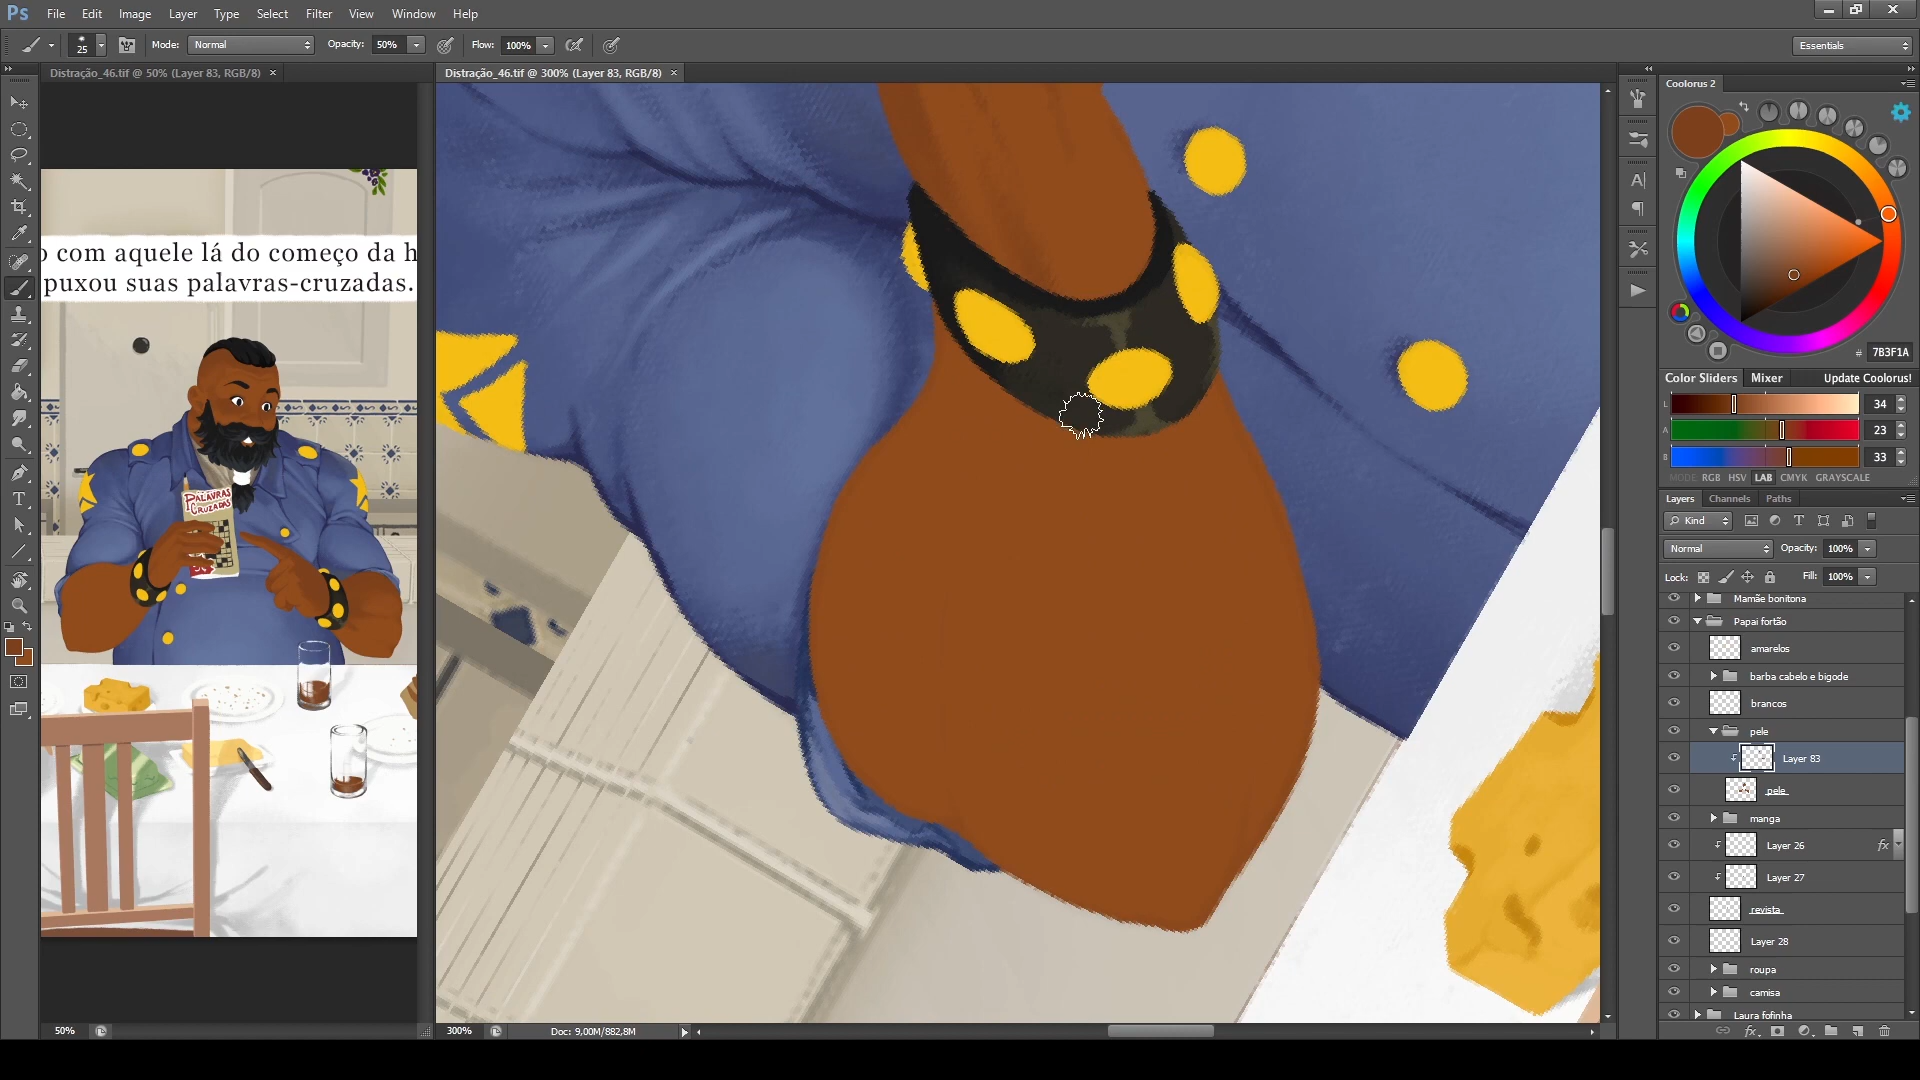 Ps File Edit Image Layer Type Select Filter Analysis View Window Help
25 Mode: Normal Opacity: 50% Flow: 100% Essentials
Distração_46.tif @ 50% (Layer 83, RGB/8) × Distração_46.tif @ 300% (Layer 83, RGB/8) ×
o com aquele lá do começo da h
puxou suas palavras-cruzadas.
PALAVRAS
CRUZADAS
50%
300% Doc: 9,00M/882,8M
Coolorus 2
# 7B3F1A
Color Sliders Mixer Update Coolorus!
L 34
A 23
B 33
MODE RGB HSV LAB CMYK GRAYSCALE
Layers Channels Paths
Kind
Normal Opacity: 100%
Lock: Fill: 100%
Mamãe bonitona
Papai fortão
amarelos
barba cabelo e bigode
brancos
pele
Layer 83
pele
manga
Layer 26 fx
Layer 27
revista
Layer 28
roupa
camisa
Laura fofinha
fx